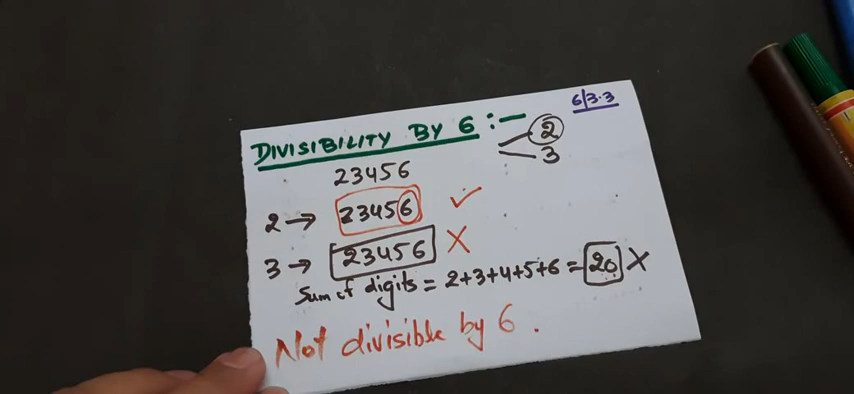 6/3.3
DIVISIBILITY BY 6 :-
2
3
23456
2 → 23456 ✓
3 → 23456 X
Sum of digits = 2+3+4+5+6 = 20 X
Not divisible by 6.